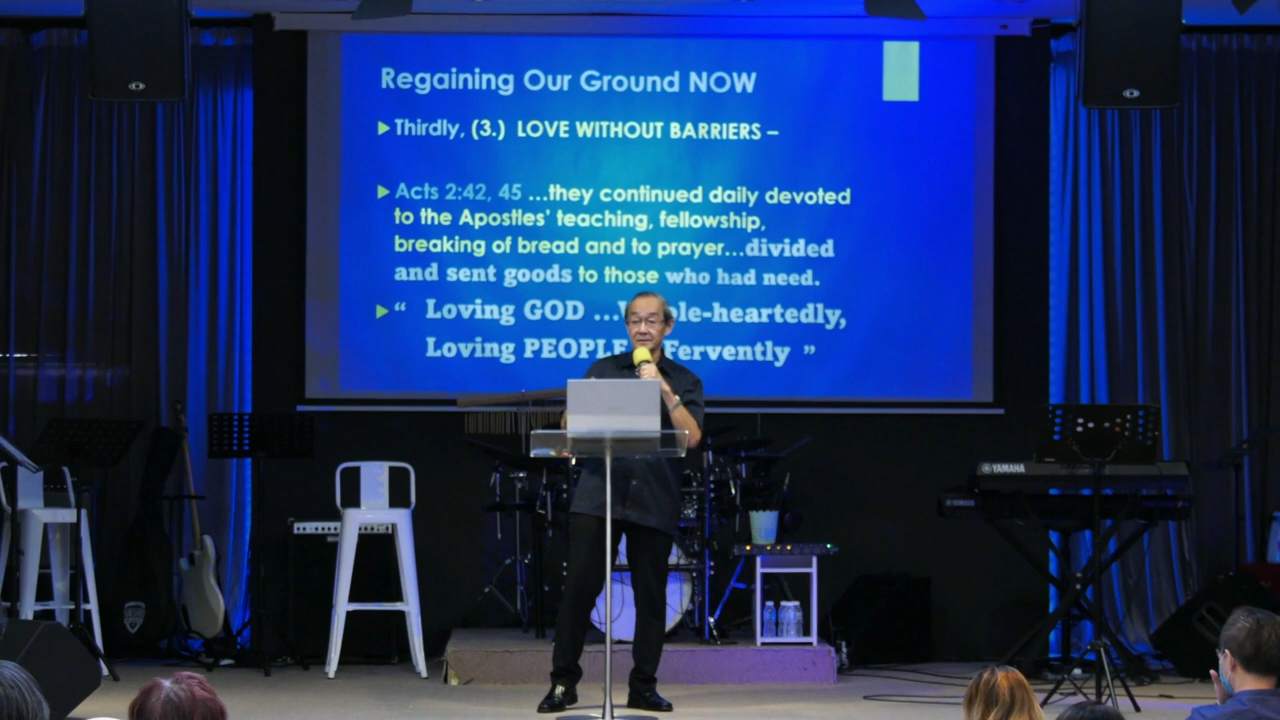 Regaining Our Ground NOW
Thirdly, (3.) LOVE WITHOUT BARRIERS –
Acts 2:42, 45 ...they continued daily devoted
to the Apostles' teaching, fellowship,
breaking of bread and to prayer...divided
and sent goods to those who had need.
“ Loving GOD ... -heartedly,
Loving PEOPLE Fervently ”
YAMAHA
YAMAHA